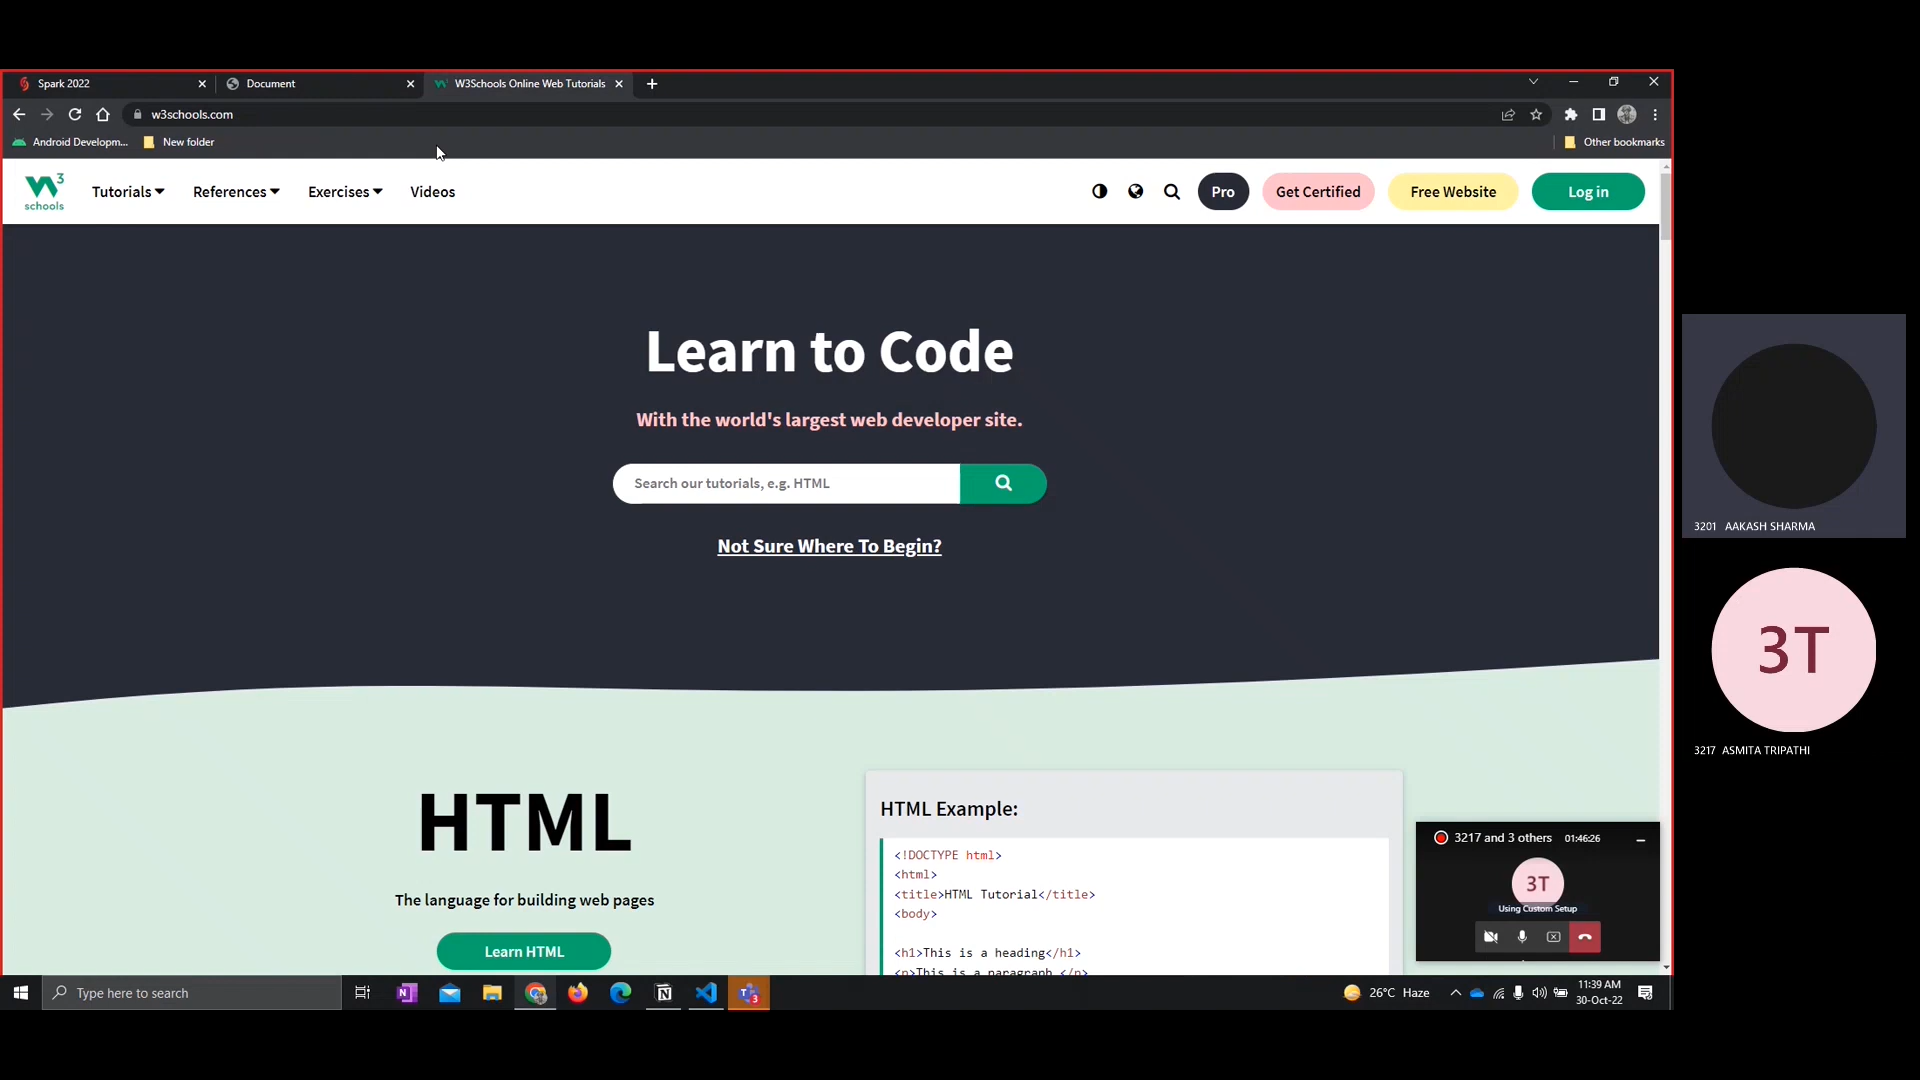 Spark 2022
Document
W3Schools Online Web Tutorials
w3schools.com
Android Developm...
New folder
Other bookmarks
W3
schools
Tutorials
References
Exercises
Videos
Pro
Get Certified
Free Website
Log in
Learn to Code
With the world's largest web developer site.
Search our tutorials, e.g. HTML
Not Sure Where To Begin?
HTML
The language for building web pages
Learn HTML
HTML Example:
<!DOCTYPE html>
<html>
<title>HTML Tutorial</title>
<body>
<h1>This is a heading</h1>
<p>This is a paragraph.</p>
3217 and 3 others 01:46:26
3T
Using Custom Setup
3201 AAKASH SHARMA
3T
3217 ASMITA TRIPATHI
Type here to search
26°C Haze
11:39 AM
30-Oct-22